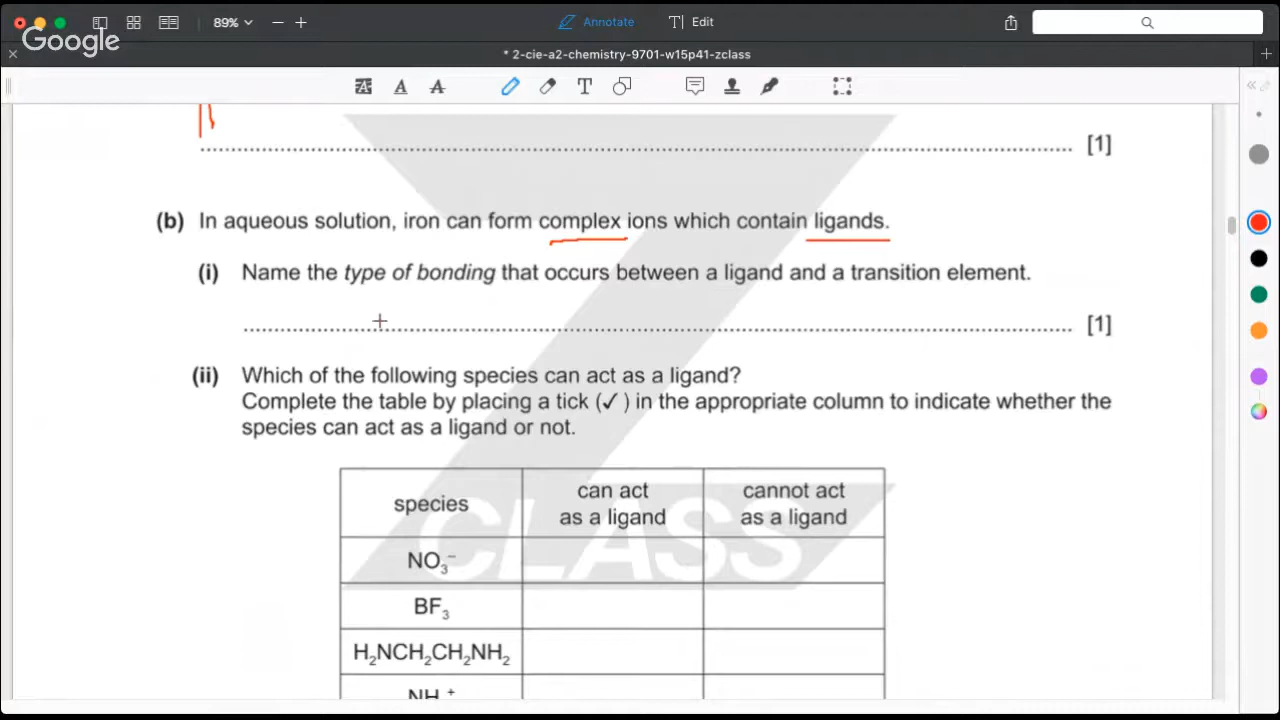 89%
Annotate
Edit
Google
* 2-cie-a2-chemistry-9701-w15p41-zclass
[1]
(b) In aqueous solution, iron can form complex ions which contain ligands.
(i) Name the type of bonding that occurs between a ligand and a transition element.
[1]
(ii) Which of the following species can act as a ligand?
Complete the table by placing a tick (✓) in the appropriate column to indicate whether the
species can act as a ligand or not.
species
can act
as a ligand
cannot act
as a ligand
NO₃⁻
BF₃
H₂NCH₂CH₂NH₂
NH ⁺
CLASS